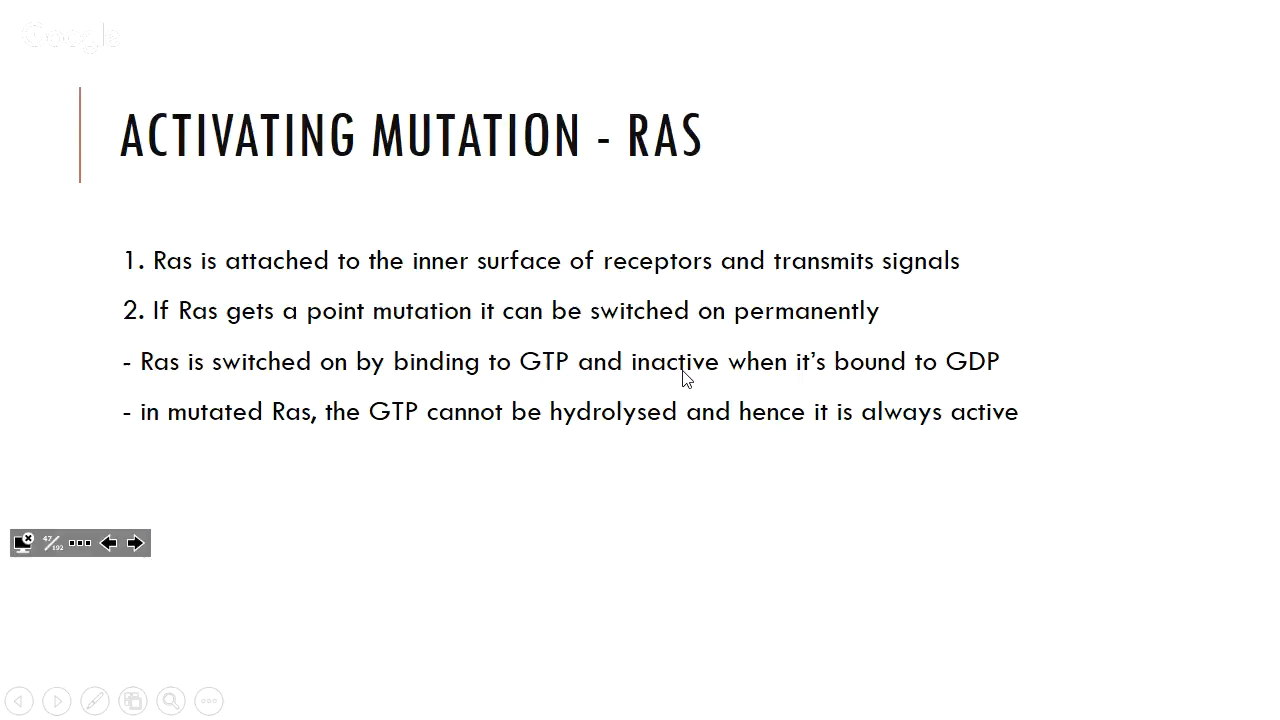 Google
ACTIVATING MUTATION - RAS
1. Ras is attached to the inner surface of receptors and transmits signals
2. If Ras gets a point mutation it can be switched on permanently
- Ras is switched on by binding to GTP and inactive when it's bound to GDP
- in mutated Ras, the GTP cannot be hydrolysed and hence it is always active
47/192